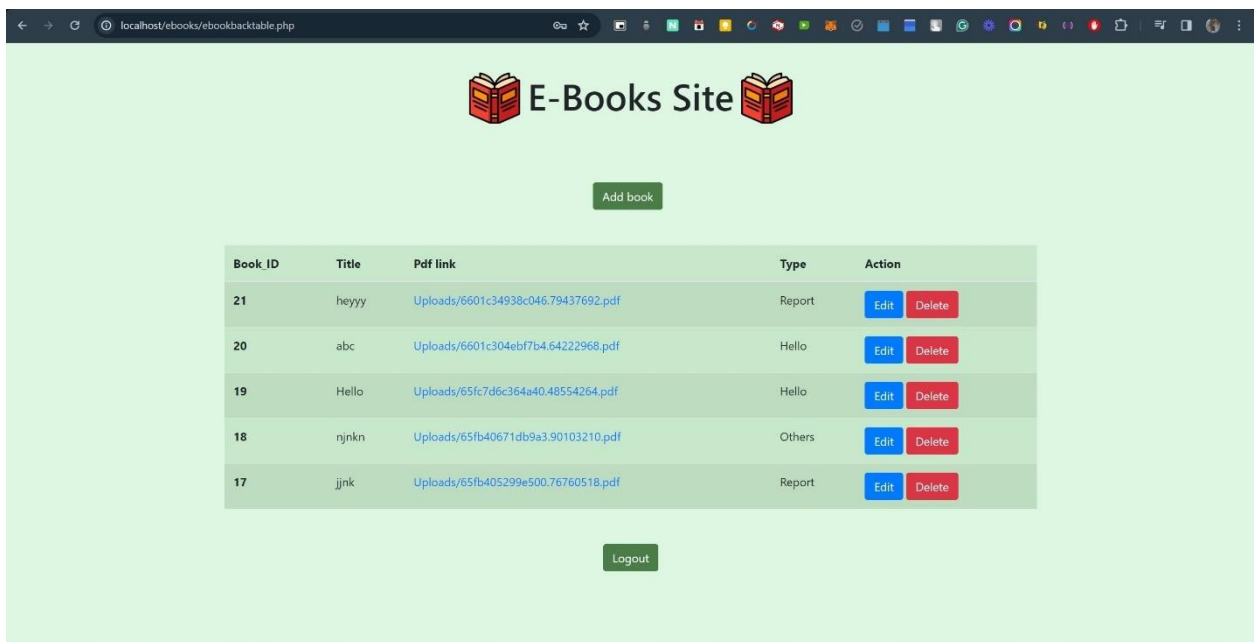 localhost/ebooks/ebookbacktable.php
E-Books Site
Add book
Book_ID Title Pdf link Type Action
21 heyyy Uploads/6601c34938c046.79437692.pdf Report Edit Delete
20 abc Uploads/6601c304ebf7b4.64222968.pdf Hello Edit Delete
19 Hello Uploads/65fc7d6c364a40.48554264.pdf Hello Edit Delete
18 njnkn Uploads/65fb40671db9a3.90103210.pdf Others Edit Delete
17 jjnk Uploads/65fb405299e500.76760518.pdf Report Edit Delete
Logout